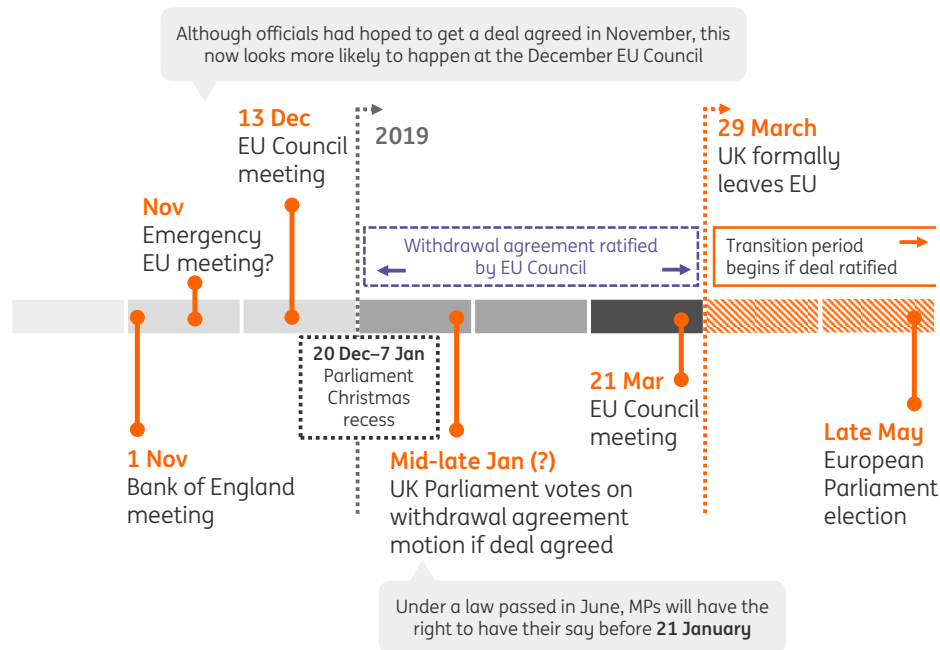 Although officials had hoped to get a deal agreed in November, this
now looks more likely to happen at the December EU Council
13 Dec
EU Council
meeting
2019
29 March
UK formally
leaves EU
Nov
Emergency
EU meeting?
Withdrawal agreement ratified
by EU Council
Transition period
begins if deal ratified
20 Dec–7 Jan
Parliament
Christmas
recess
21 Mar
EU Council
meeting
1 Nov
Bank of England
meeting
Mid-late Jan (?)
UK Parliament votes on
withdrawal agreement
motion if deal agreed
Late May
European
Parliament
election
Under a law passed in June, MPs will have the
right to have their say before 21 January